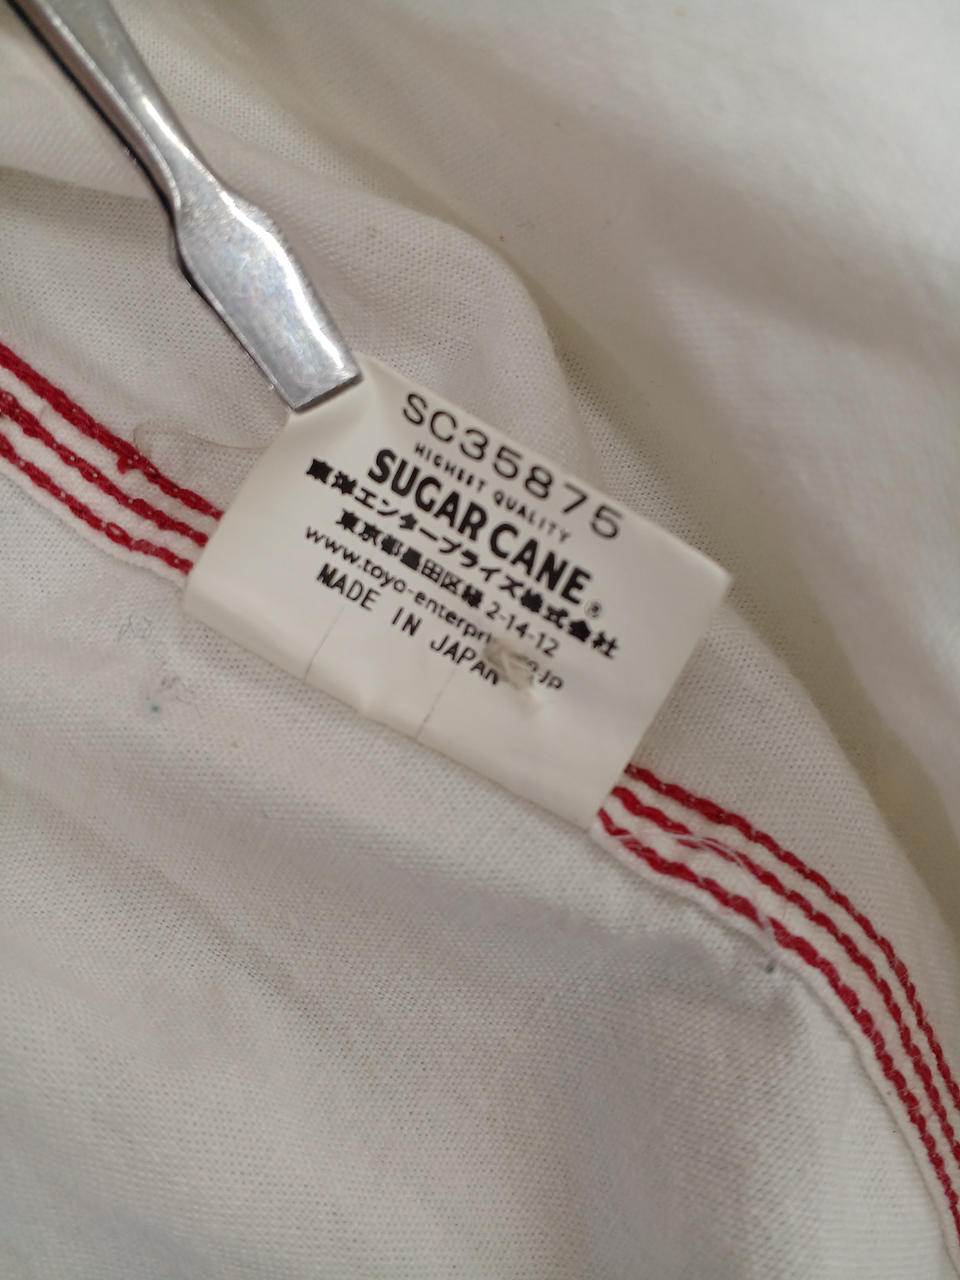 SC35875
HIGHEST QUALITY
SUGAR CANE®
東洋エンタープライズ株式会社
東京都墨田区緑 2-14-12
www.toyo-enterpri
MADE IN JAPAN